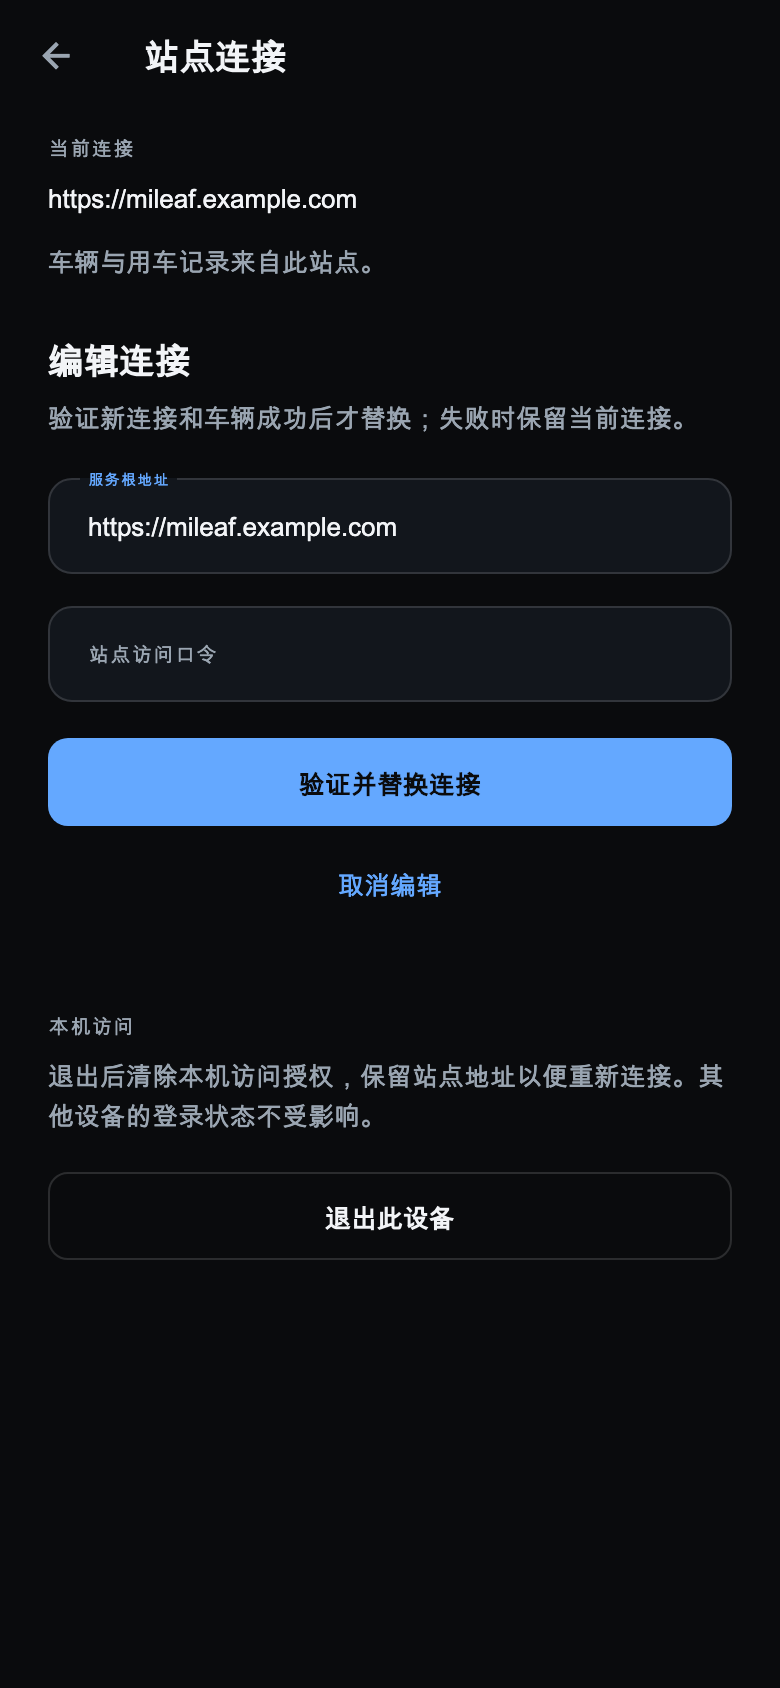 站点连接
当前连接
https://mileaf.example.com
车辆与用车记录来自此站点。
编辑连接
验证新连接和车辆成功后才替换；失败时保留当前连接。
服务根地址
https://mileaf.example.com
站点访问口令
验证并替换连接
取消编辑
本机访问
退出后清除本机访问授权，保留站点地址以便重新连接。其
他设备的登录状态不受影响。
退出此设备